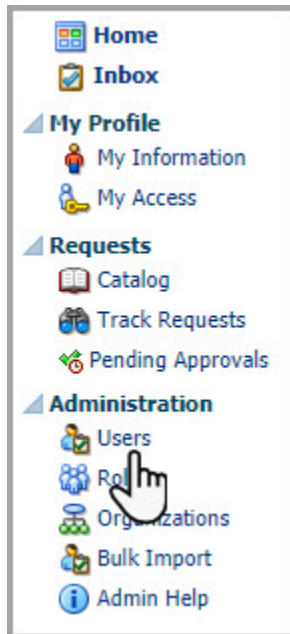 Home
Inbox
My Profile
My Information
My Access
Requests
Catalog
Track Requests
Pending Approvals
Administration
Users
Bulk Import
Admin Help